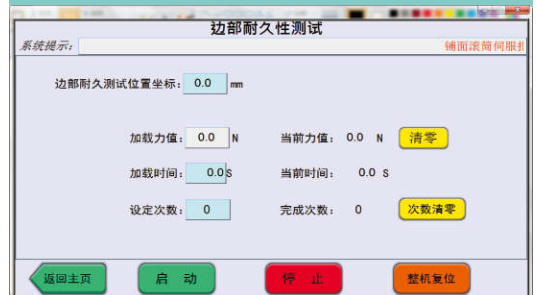 边部耐久性测试
系统提示: 铺面滚筒伺服
边部耐久测试位置坐标: 0.0 mm
加载力值: 0.0 N 当前力值: 0.0 N 清零
加载时间: 0.0 S 当前时间: 0.0 S
设定次数: 0 完成次数: 0 次数清零
返回主页 启 动 停 止 整机复位